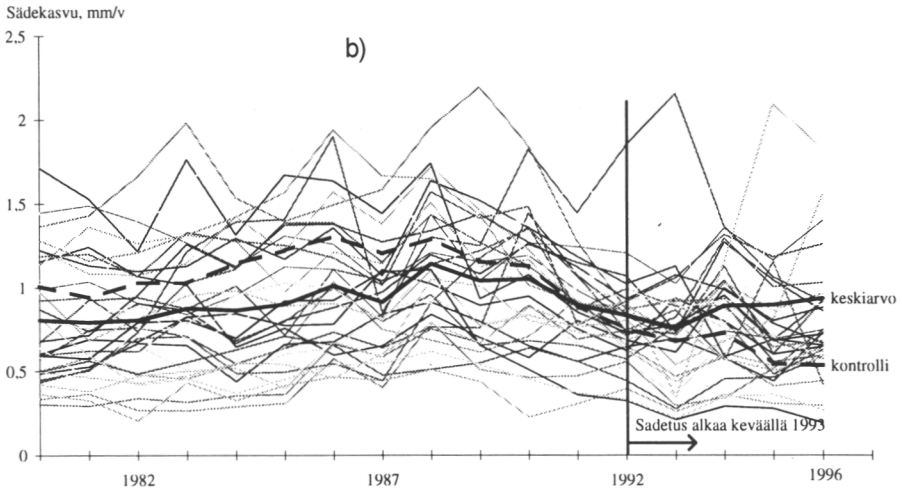 Sädekasvu, mm/v
2,5
b)
2
1,5
1
keskiarvo
0,5
kontrolli
Sadetus alkaa keväällä 1993
0
1982
1987
1992
1996